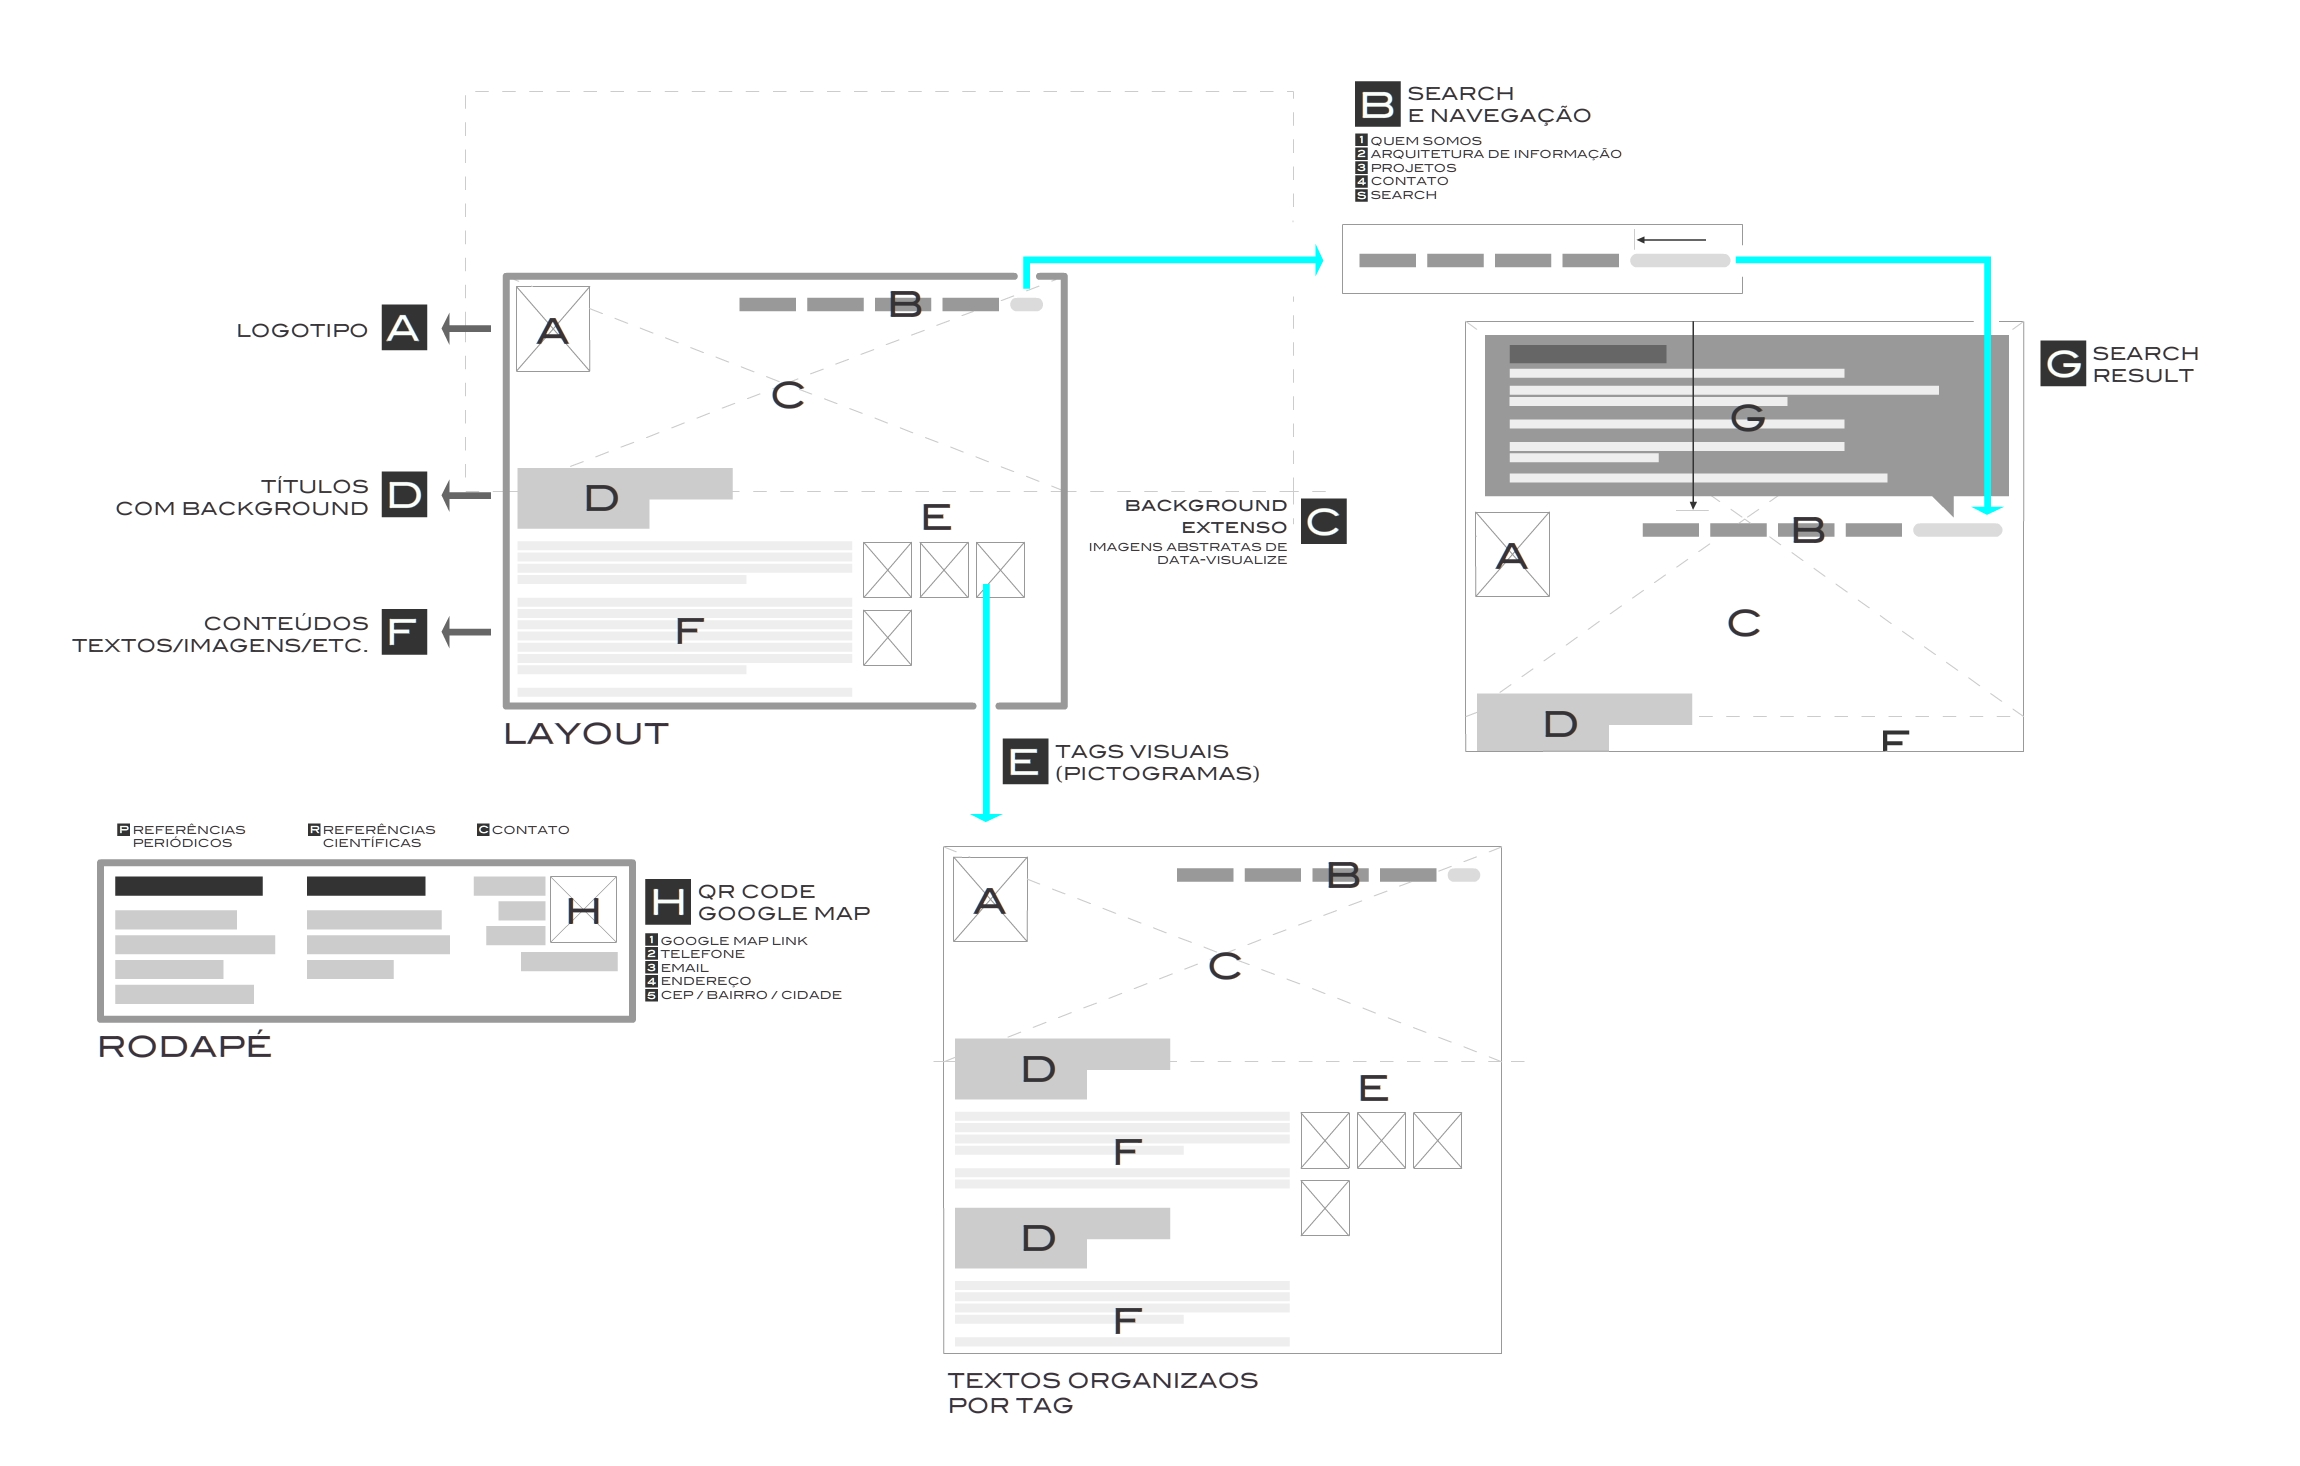 B SEARCH
E NAVEGAÇÃO
1 QUEM SOMOS
2 ARQUITETURA DE INFORMAÇÃO
3 PROJETOS
4 CONTATO
S SEARCH
LOGOTIPO A
A
B
C
TÍTULOS
COM BACKGROUND D
D
E
BACKGROUND
EXTENSO C
IMAGENS ABSTRATAS DE
DATA-VISUALIZE
CONTEÚDOS
TEXTOS/IMAGENS/ETC. F
F
LAYOUT
G SEARCH
RESULT
G
A
B
C
D
F
E TAGS VISUAIS
(PICTOGRAMAS)
P REFERÊNCIAS
PERIÓDICOS
R REFERÊNCIAS
CIENTÍFICAS
C CONTATO
H
H QR CODE
GOOGLE MAP
1 GOOGLE MAP LINK
2 TELEFONE
3 EMAIL
4 ENDEREÇO
5 CEP / BAIRRO / CIDADE
RODAPÉ
A
B
C
D
E
F
D
F
TEXTOS ORGANIZAOS
POR TAG